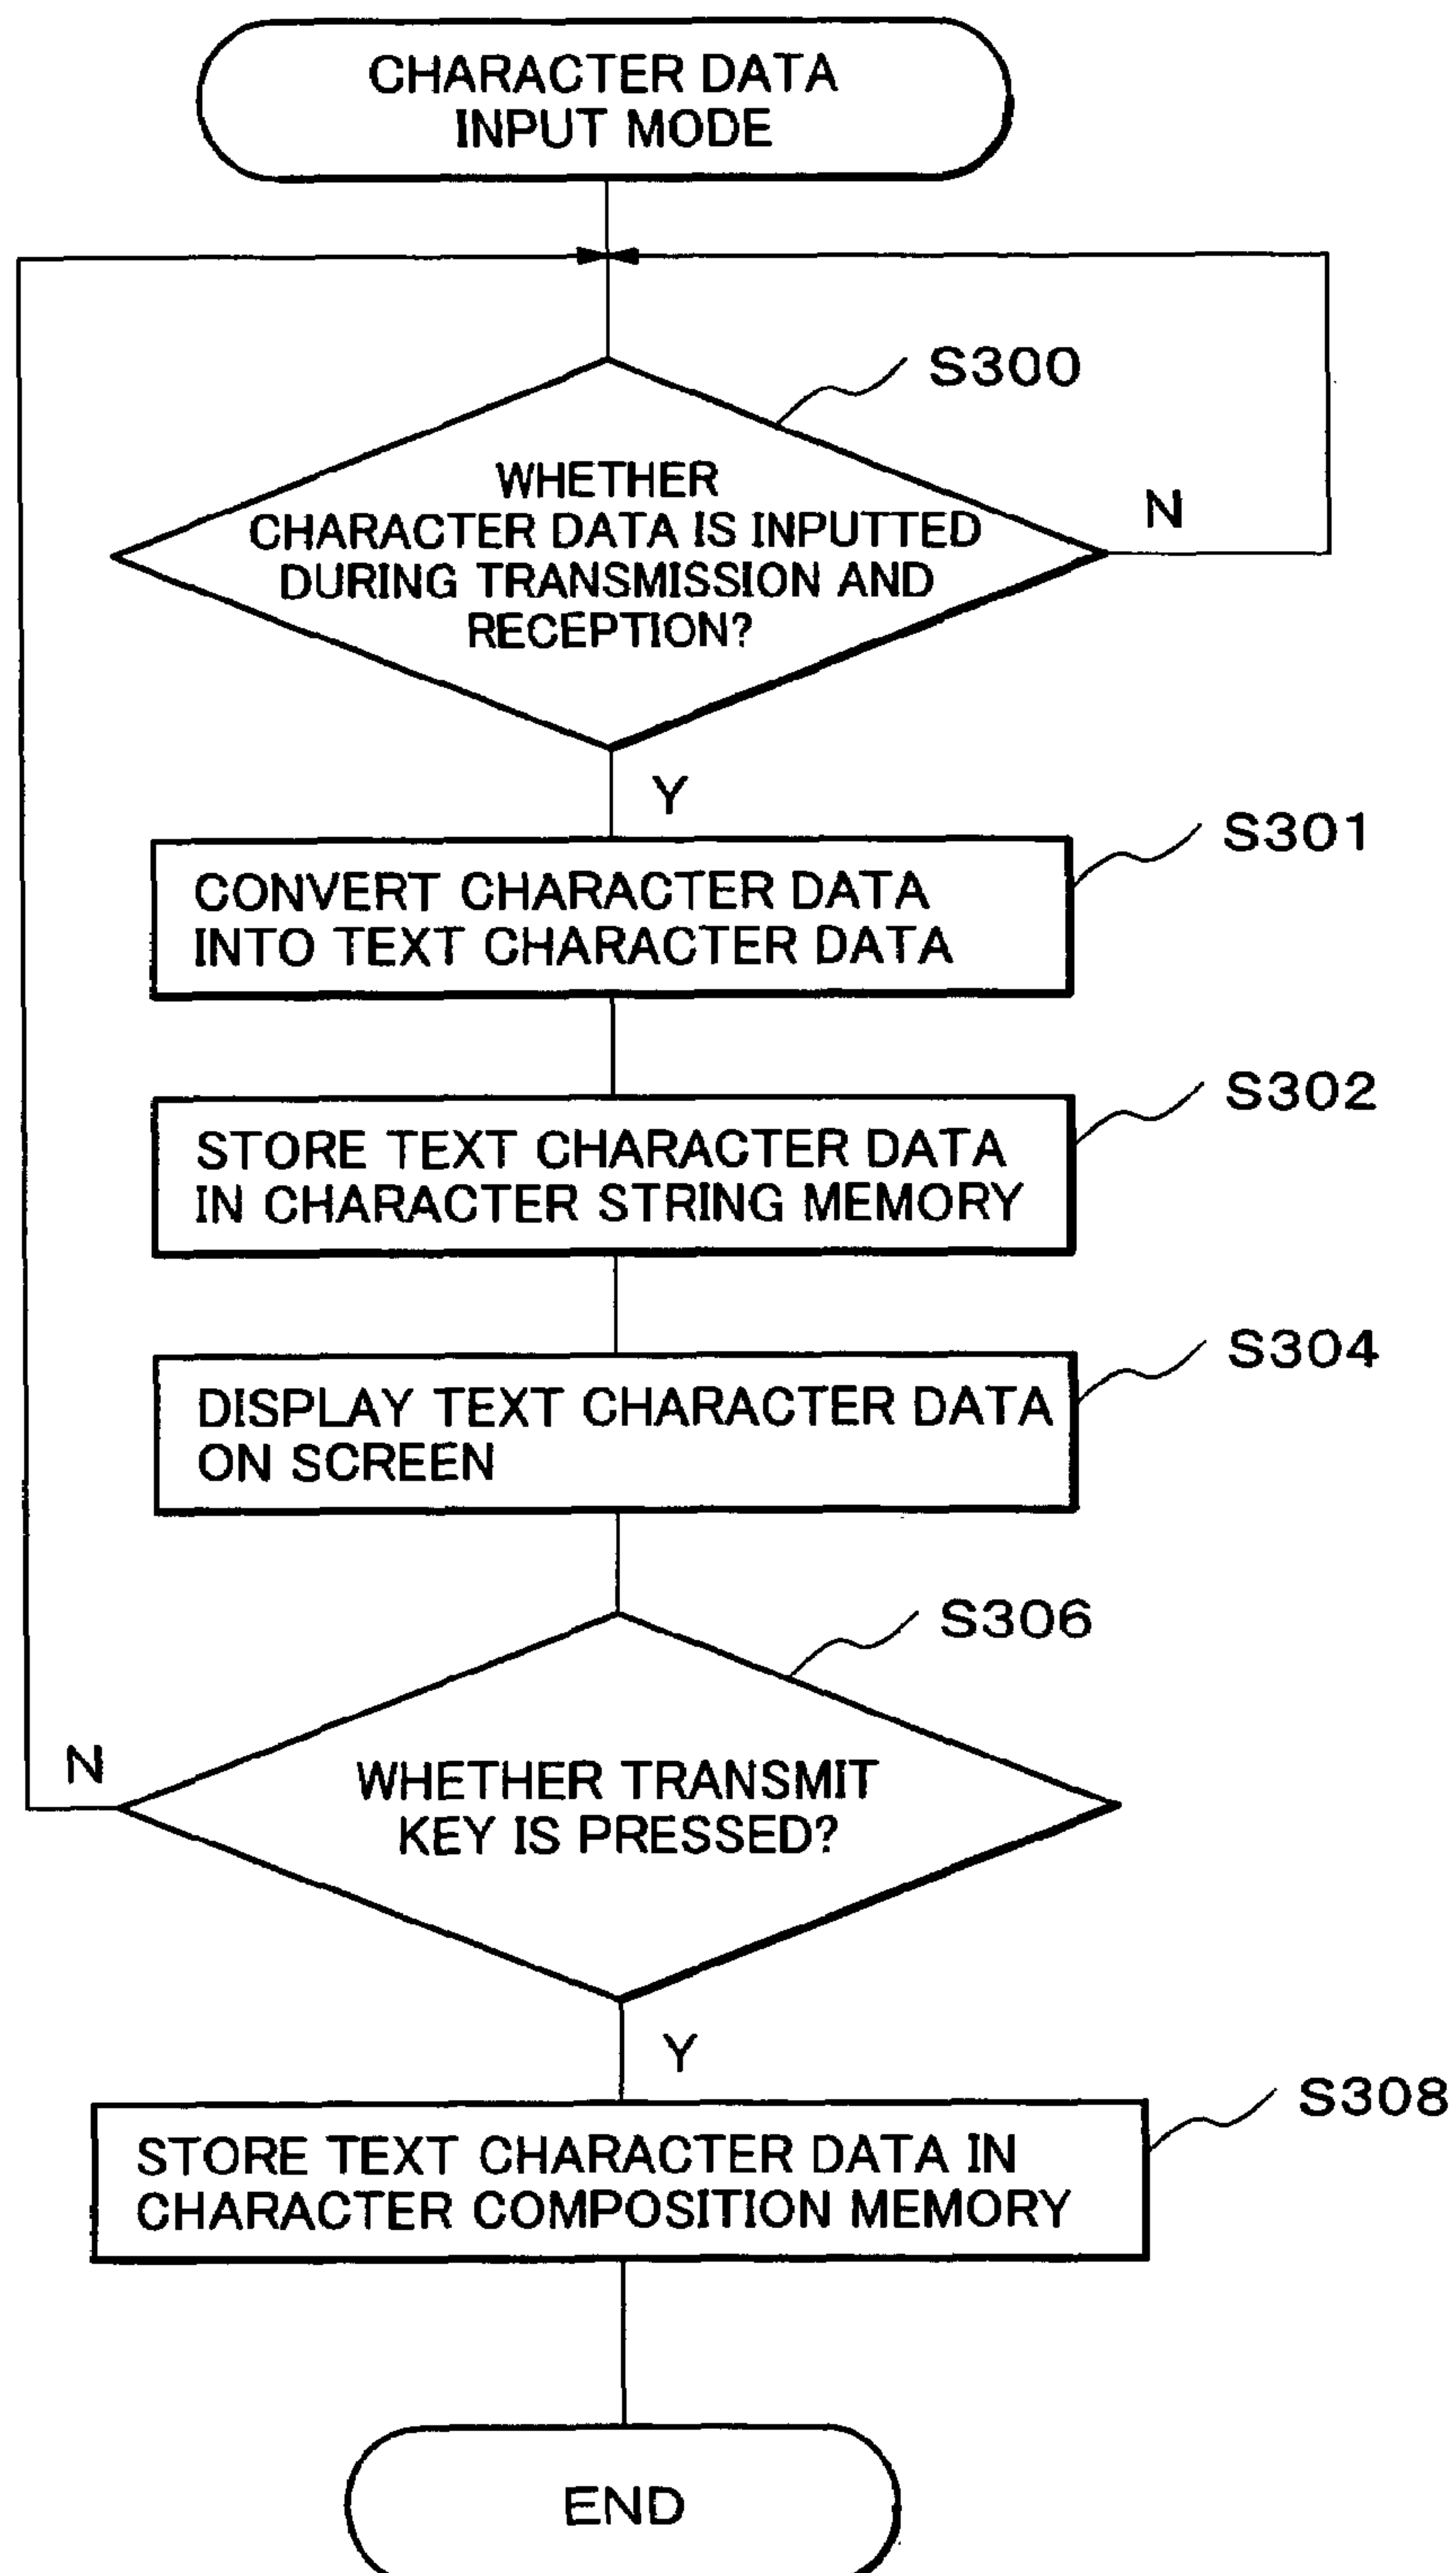 CHARACTER DATA
INPUT MODE
S300
WHETHER
CHARACTER DATA IS INPUTTED
DURING TRANSMISSION AND
RECEPTION?
N
Y
S301
CONVERT CHARACTER DATA
INTO TEXT CHARACTER DATA
S302
STORE TEXT CHARACTER DATA
IN CHARACTER STRING MEMORY
S304
DISPLAY TEXT CHARACTER DATA
ON SCREEN
S306
N
WHETHER TRANSMIT
KEY IS PRESSED?
Y
S308
STORE TEXT CHARACTER DATA IN
CHARACTER COMPOSITION MEMORY
END